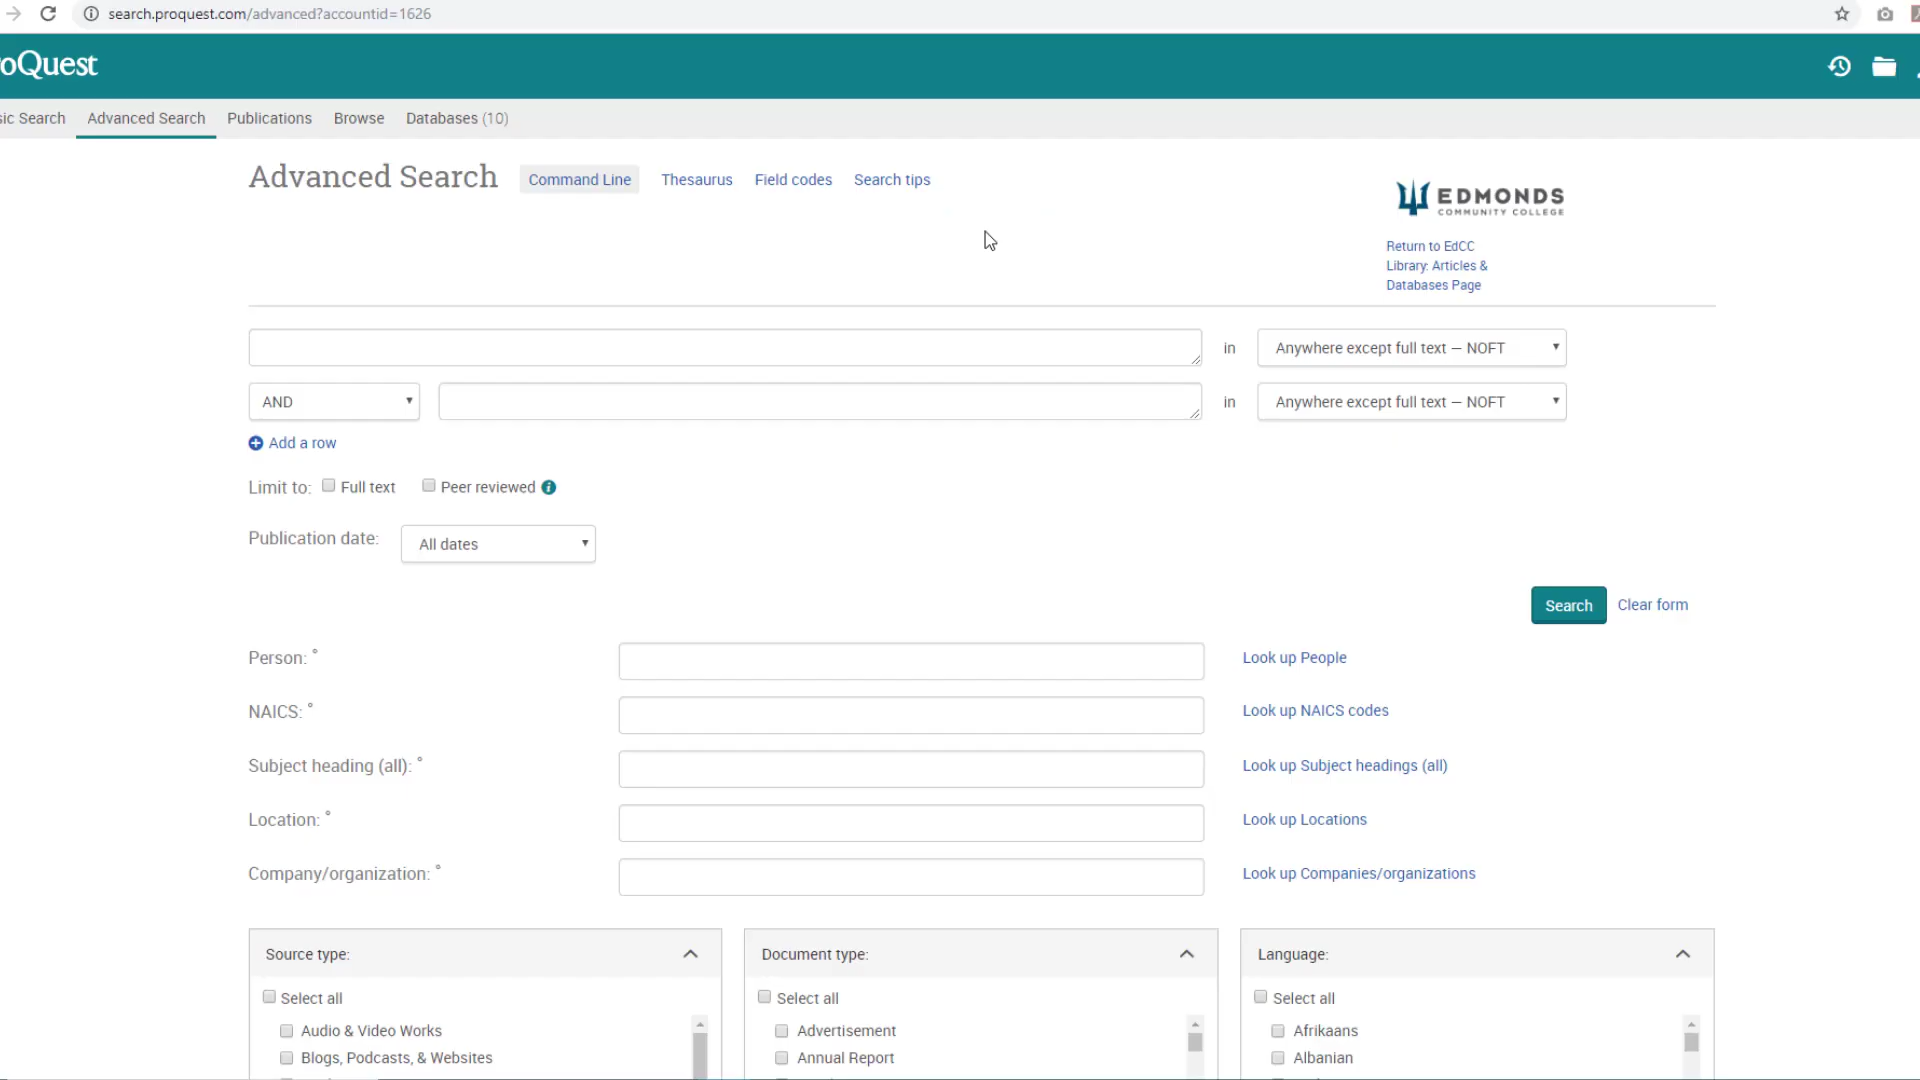 search.proquest.com/advanced?accountid=1626
oQuest
sic Search Advanced Search Publications Browse Databases (10)
Advanced Search Command Line Thesaurus Field codes Search tips
EDMONDS
COMMUNITY COLLEGE
Return to EdCC
Library: Articles &
Databases Page
in Anywhere except full text – NOFT
AND in Anywhere except full text – NOFT
Add a row
Limit to: Full text Peer reviewed
Publication date: All dates
Search Clear form
Person: ° Look up People
NAICS: ° Look up NAICS codes
Subject heading (all): ° Look up Subject headings (all)
Location: ° Look up Locations
Company/organization: ° Look up Companies/organizations
Source type: Document type: Language:
Select all Select all Select all
Audio & Video Works Advertisement Afrikaans
Blogs, Podcasts, & Websites Annual Report Albanian